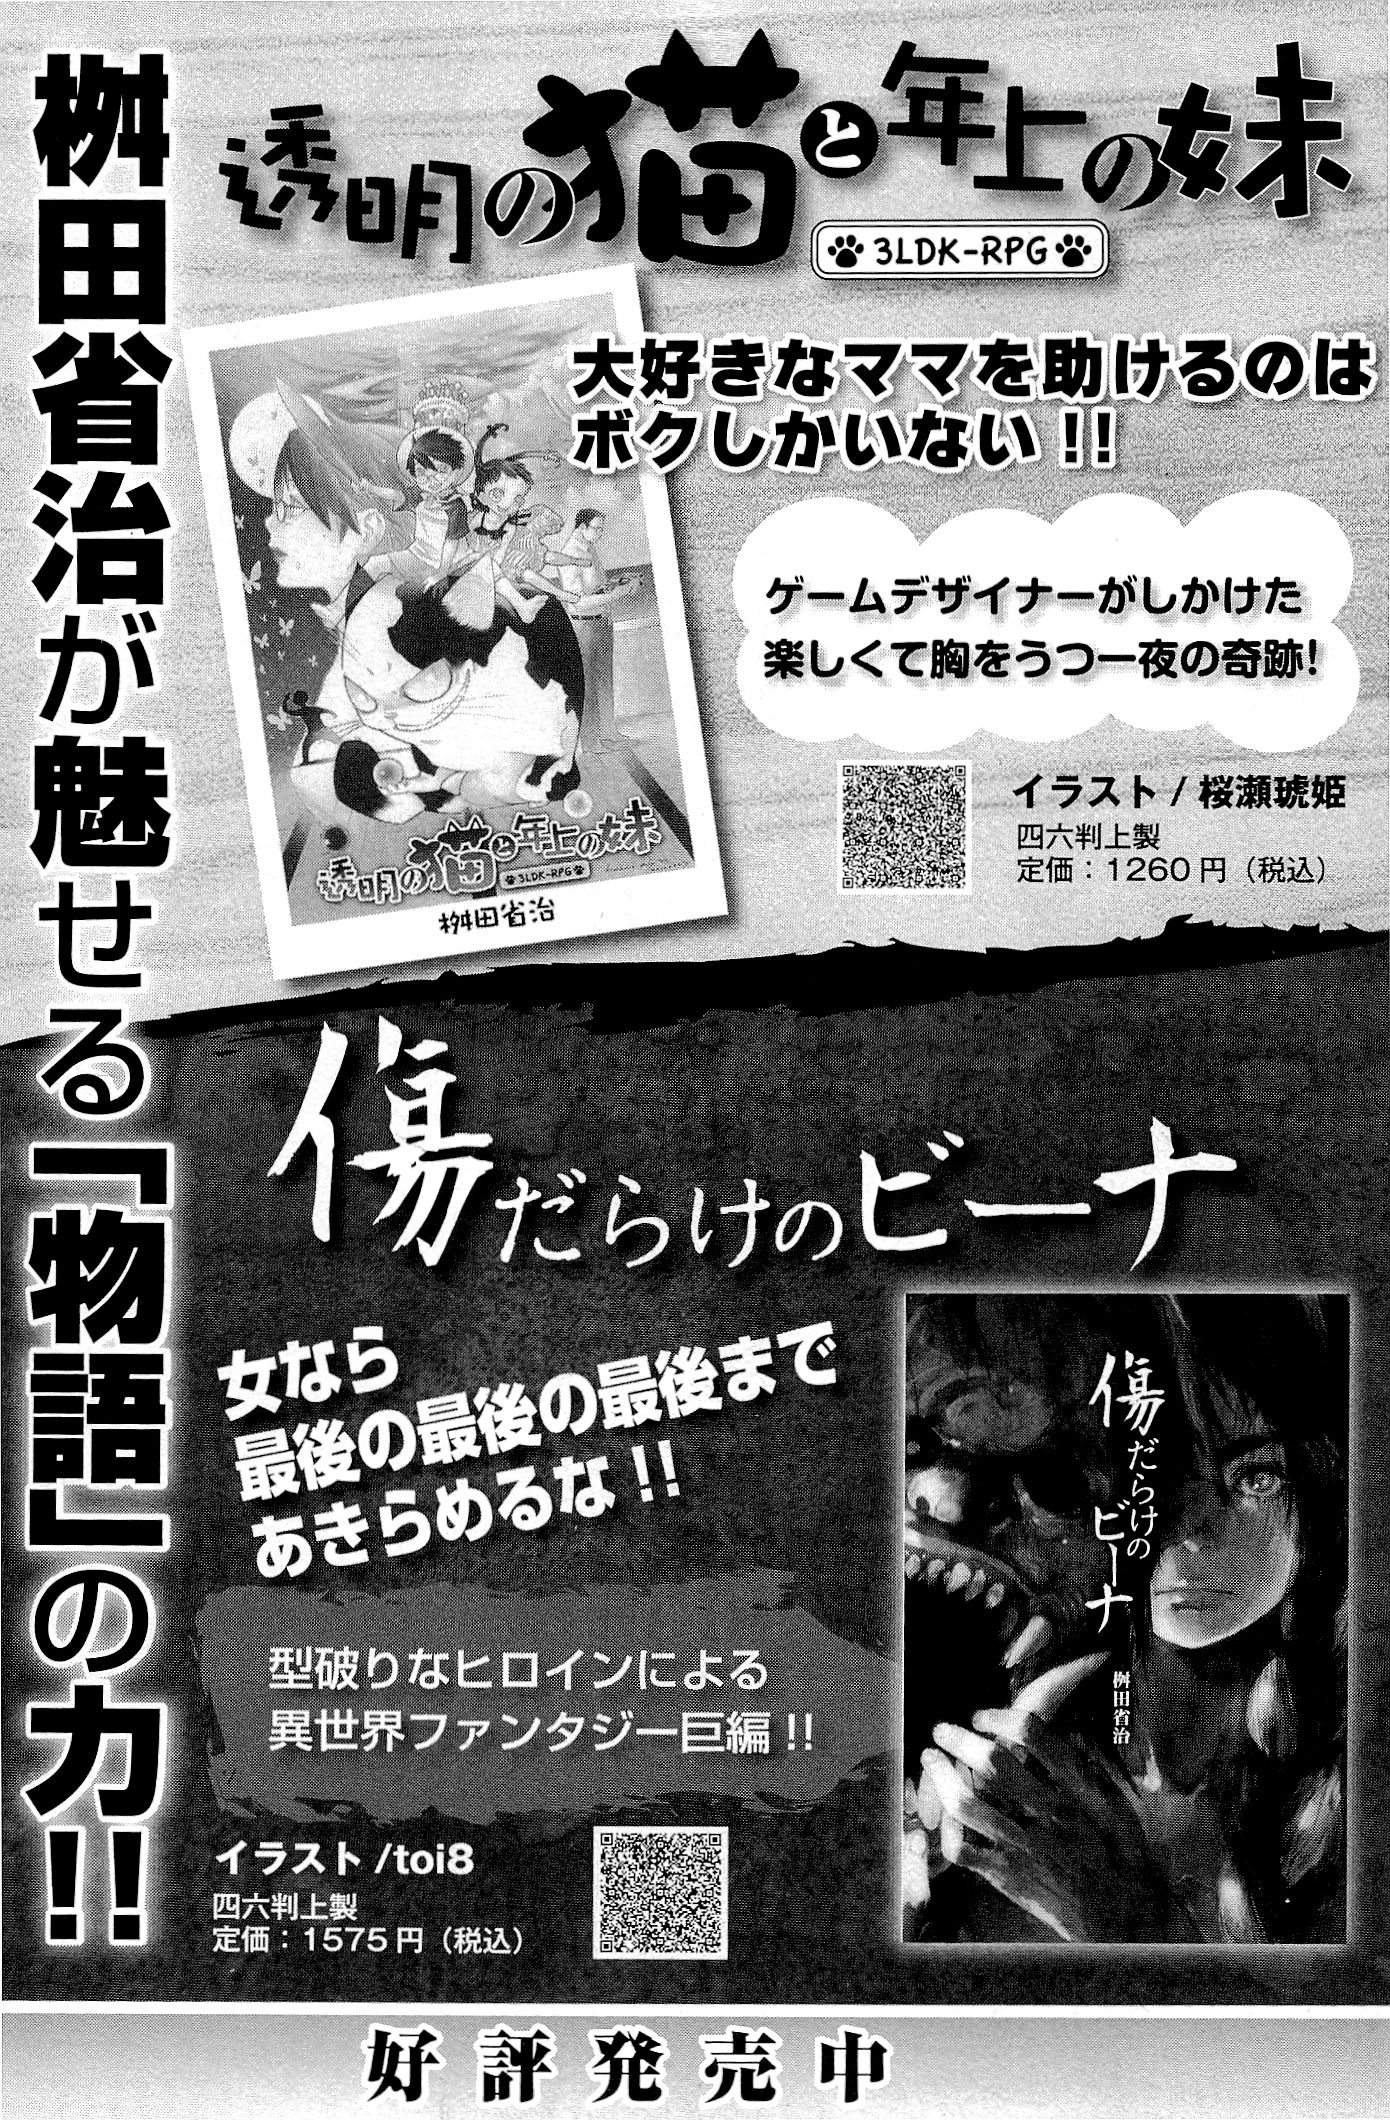 桝田省治が魅せる「物語」の力!!
透明の猫と年上の妹
3LDK-RPG
大好きなママを助けるのは
ボクしかいない!!
ゲームデザイナーがしかけた
楽しくて胸をうつ一夜の奇跡!
イラスト/桜瀬琥姫
四六判上製
定価:1260円(税込)
透明の猫と年上の妹
3LDK-RPG
桝田省治
傷だらけのビーナ
女なら
最後の最後の最後まで
あきらめるな!!
型破りなヒロインによる
異世界ファンタジー巨編!!
イラスト/toi8
四六判上製
定価:1575円(税込)
傷だらけの
ビーナ
桝田省治
好評発売中